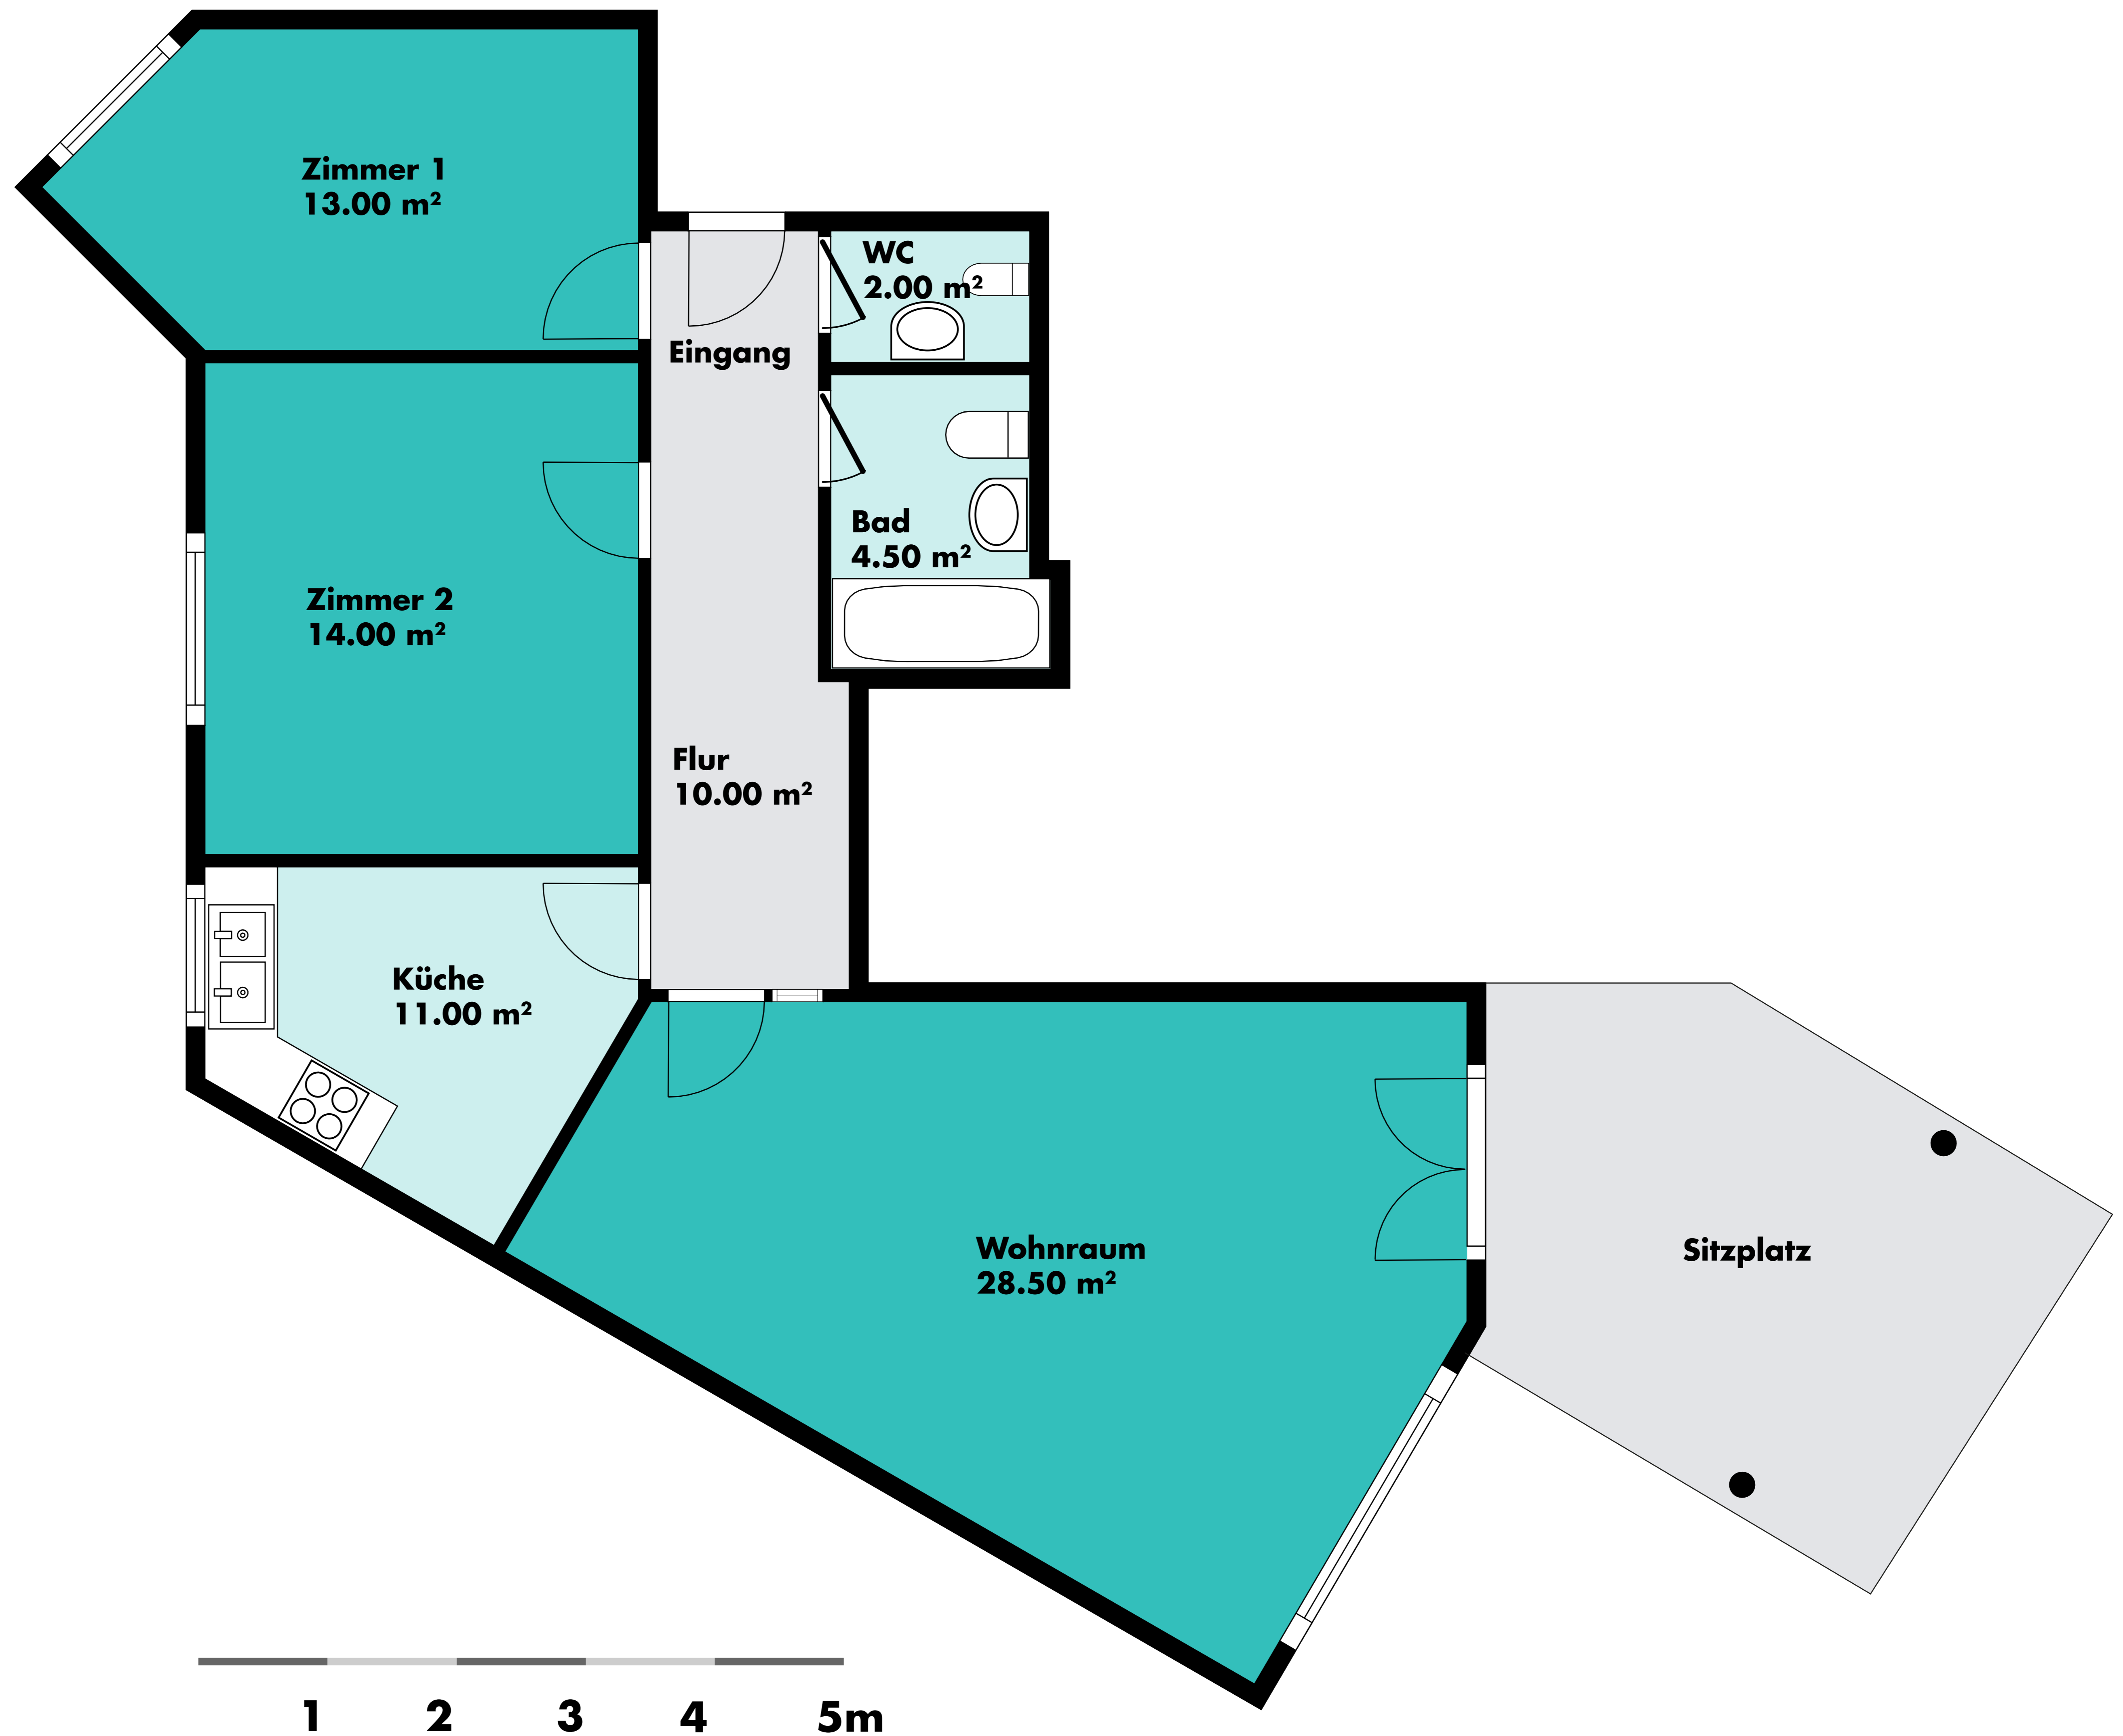 Zimmer 1
13.00 m²
WC
2.00 m²
Eingang
Bad
4.50 m²
Zimmer 2
14.00 m²
Flur
10.00 m²
Küche
11.00 m²
Wohnraum
28.50 m²
Sitzplatz
1 2 3 4 5m